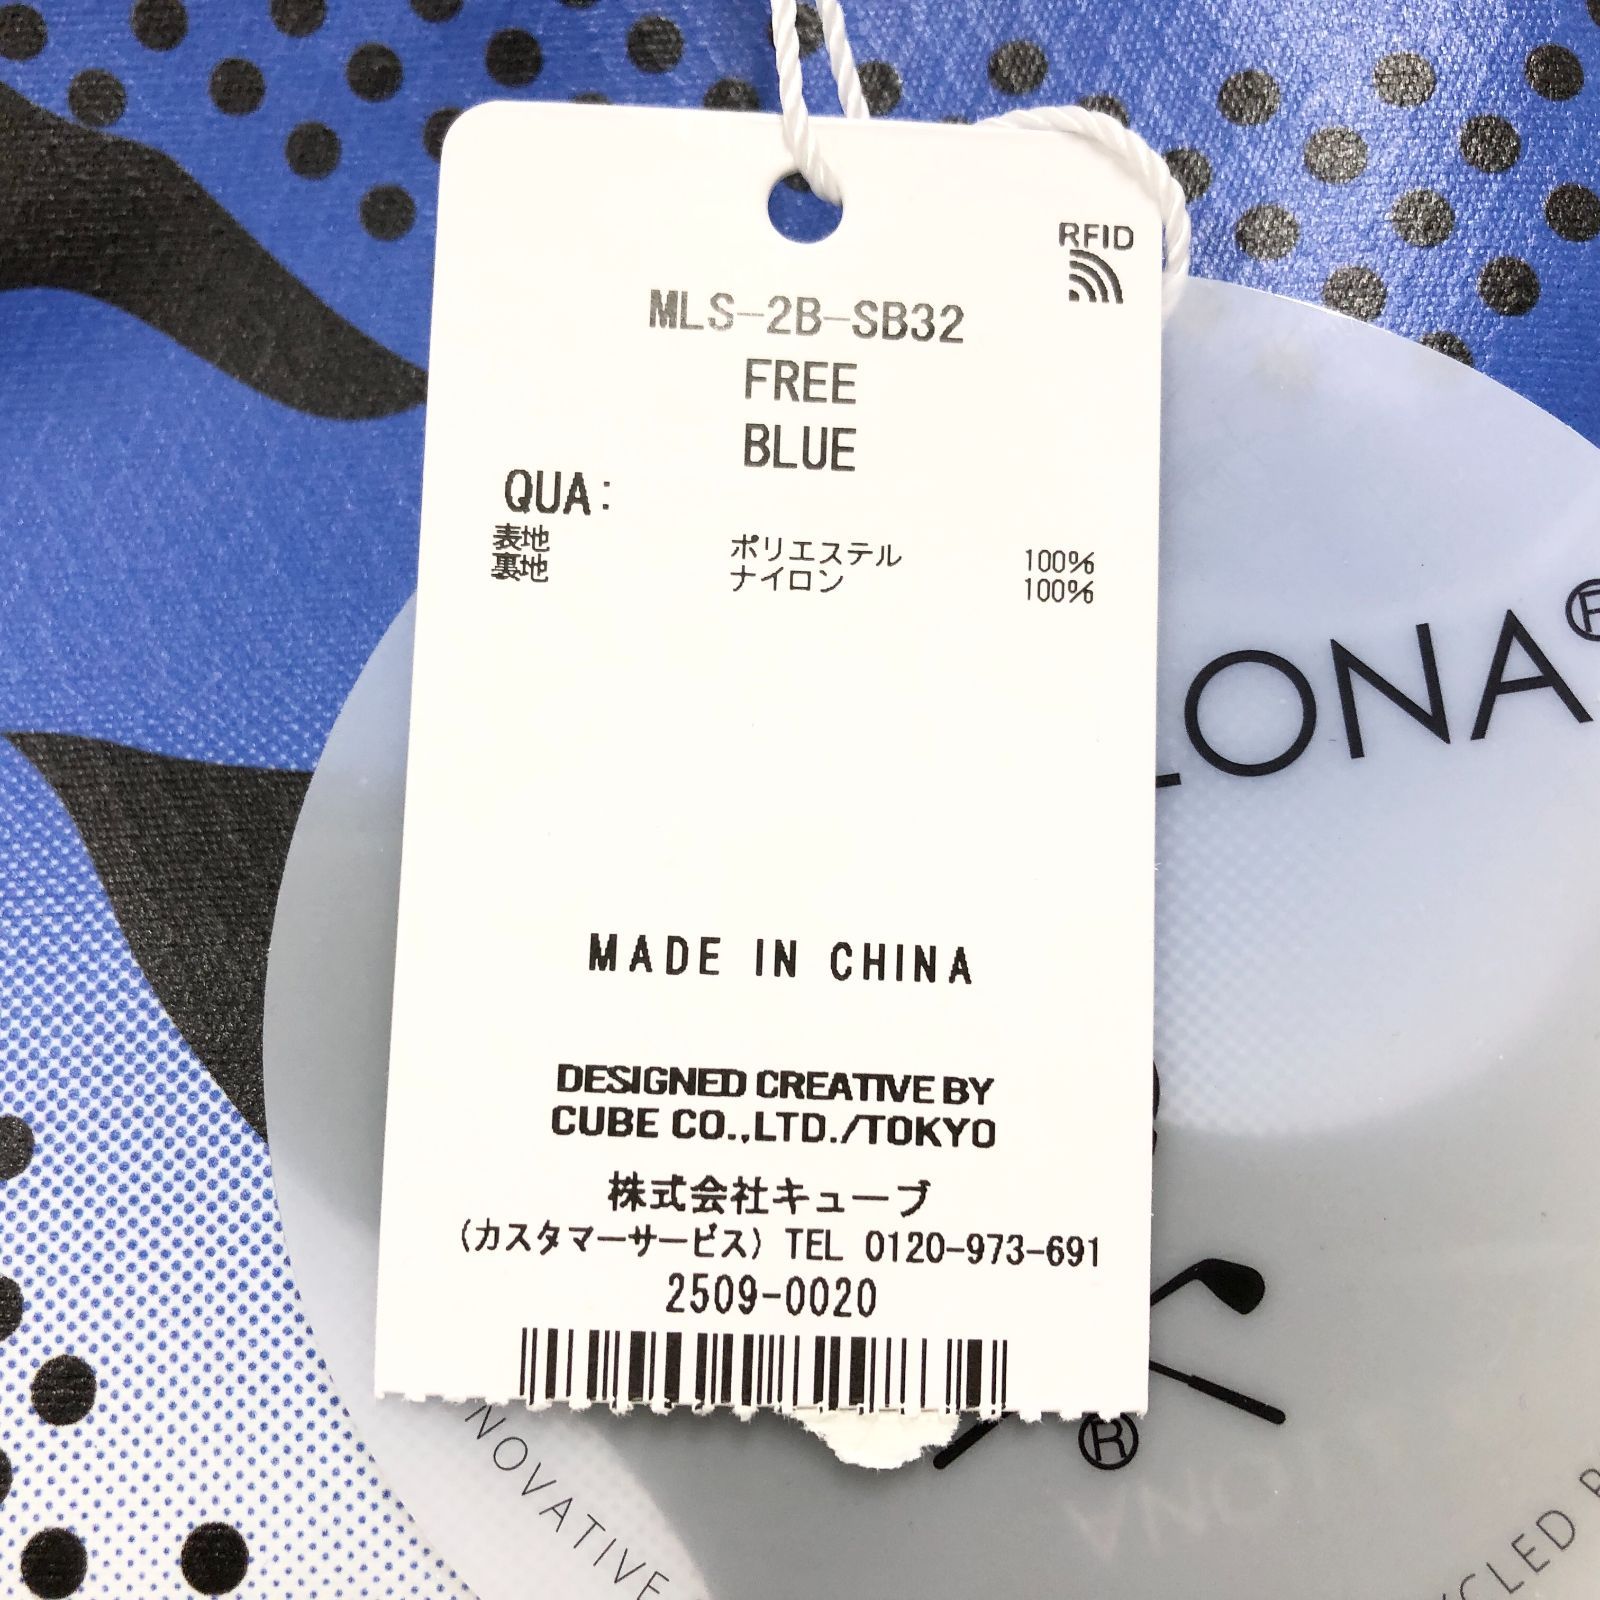 RFID
MLS-2B-SB32
FREE
BLUE
QUA:
表地 ポリエステル 100%
裏地 ナイロン 100%
MADE IN CHINA
DESIGNED CREATIVE BY
CUBE CO.,LTD./TOKYO
株式会社キューブ
(カスタマーサービス) TEL 0120-973-691
2509-0020
LONA®
®
NOVATIVE